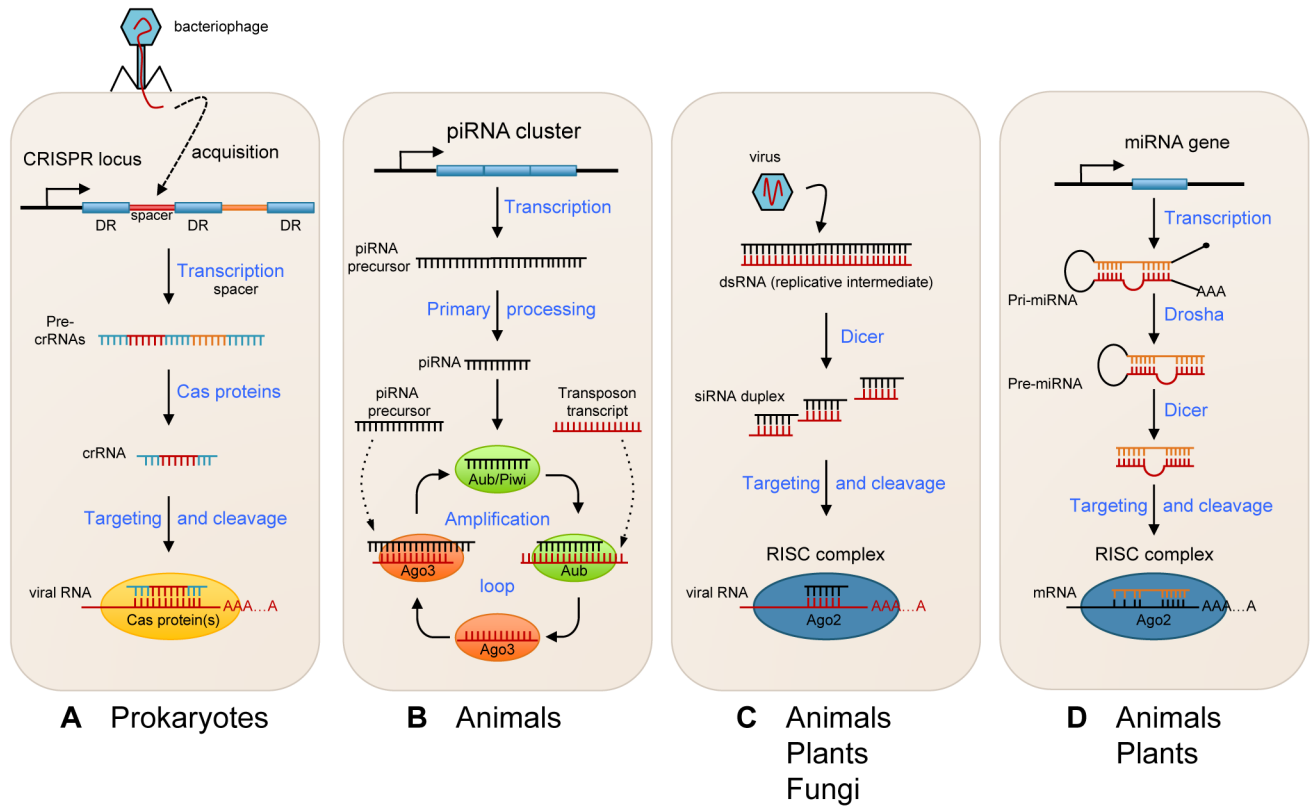 bacteriophage
CRISPR locus
acquisition
spacer
DR
DR
DR
Transcription
spacer
Pre-
crRNAs
Cas proteins
crRNA
Targeting and cleavage
viral RNA
AAA...A
Cas protein(s)
A Prokaryotes
piRNA cluster
Transcription
piRNA
precursor
Primary processing
piRNA
piRNA
precursor
Transposon
transcript
Aub/Piwi
Amplification
Ago3
Aub
loop
Ago3
B Animals
virus
dsRNA (replicative intermediate)
Dicer
siRNA duplex
Targeting and cleavage
RISC complex
viral RNA
AAA...A
Ago2
C Animals
Plants
Fungi
miRNA gene
Transcription
AAA
Pri-miRNA
Drosha
Pre-miRNA
Dicer
Targeting and cleavage
RISC complex
mRNA
AAA...A
Ago2
D Animals
Plants